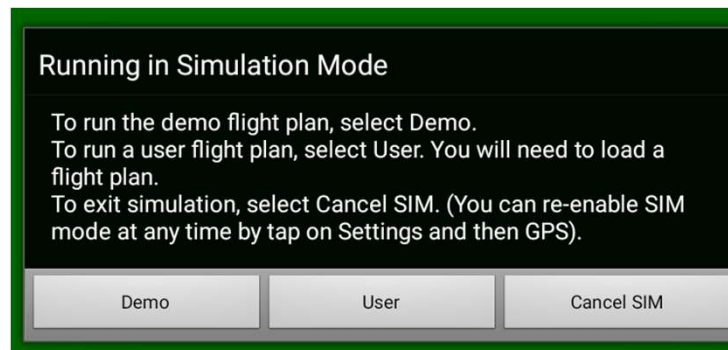 Running in Simulation Mode
To run the demo flight plan, select Demo.
To run a user flight plan, select User. You will need to load a
flight plan.
To exit simulation, select Cancel SIM. (You can re-enable SIM
mode at any time by tap on Settings and then GPS).
Demo User Cancel SIM